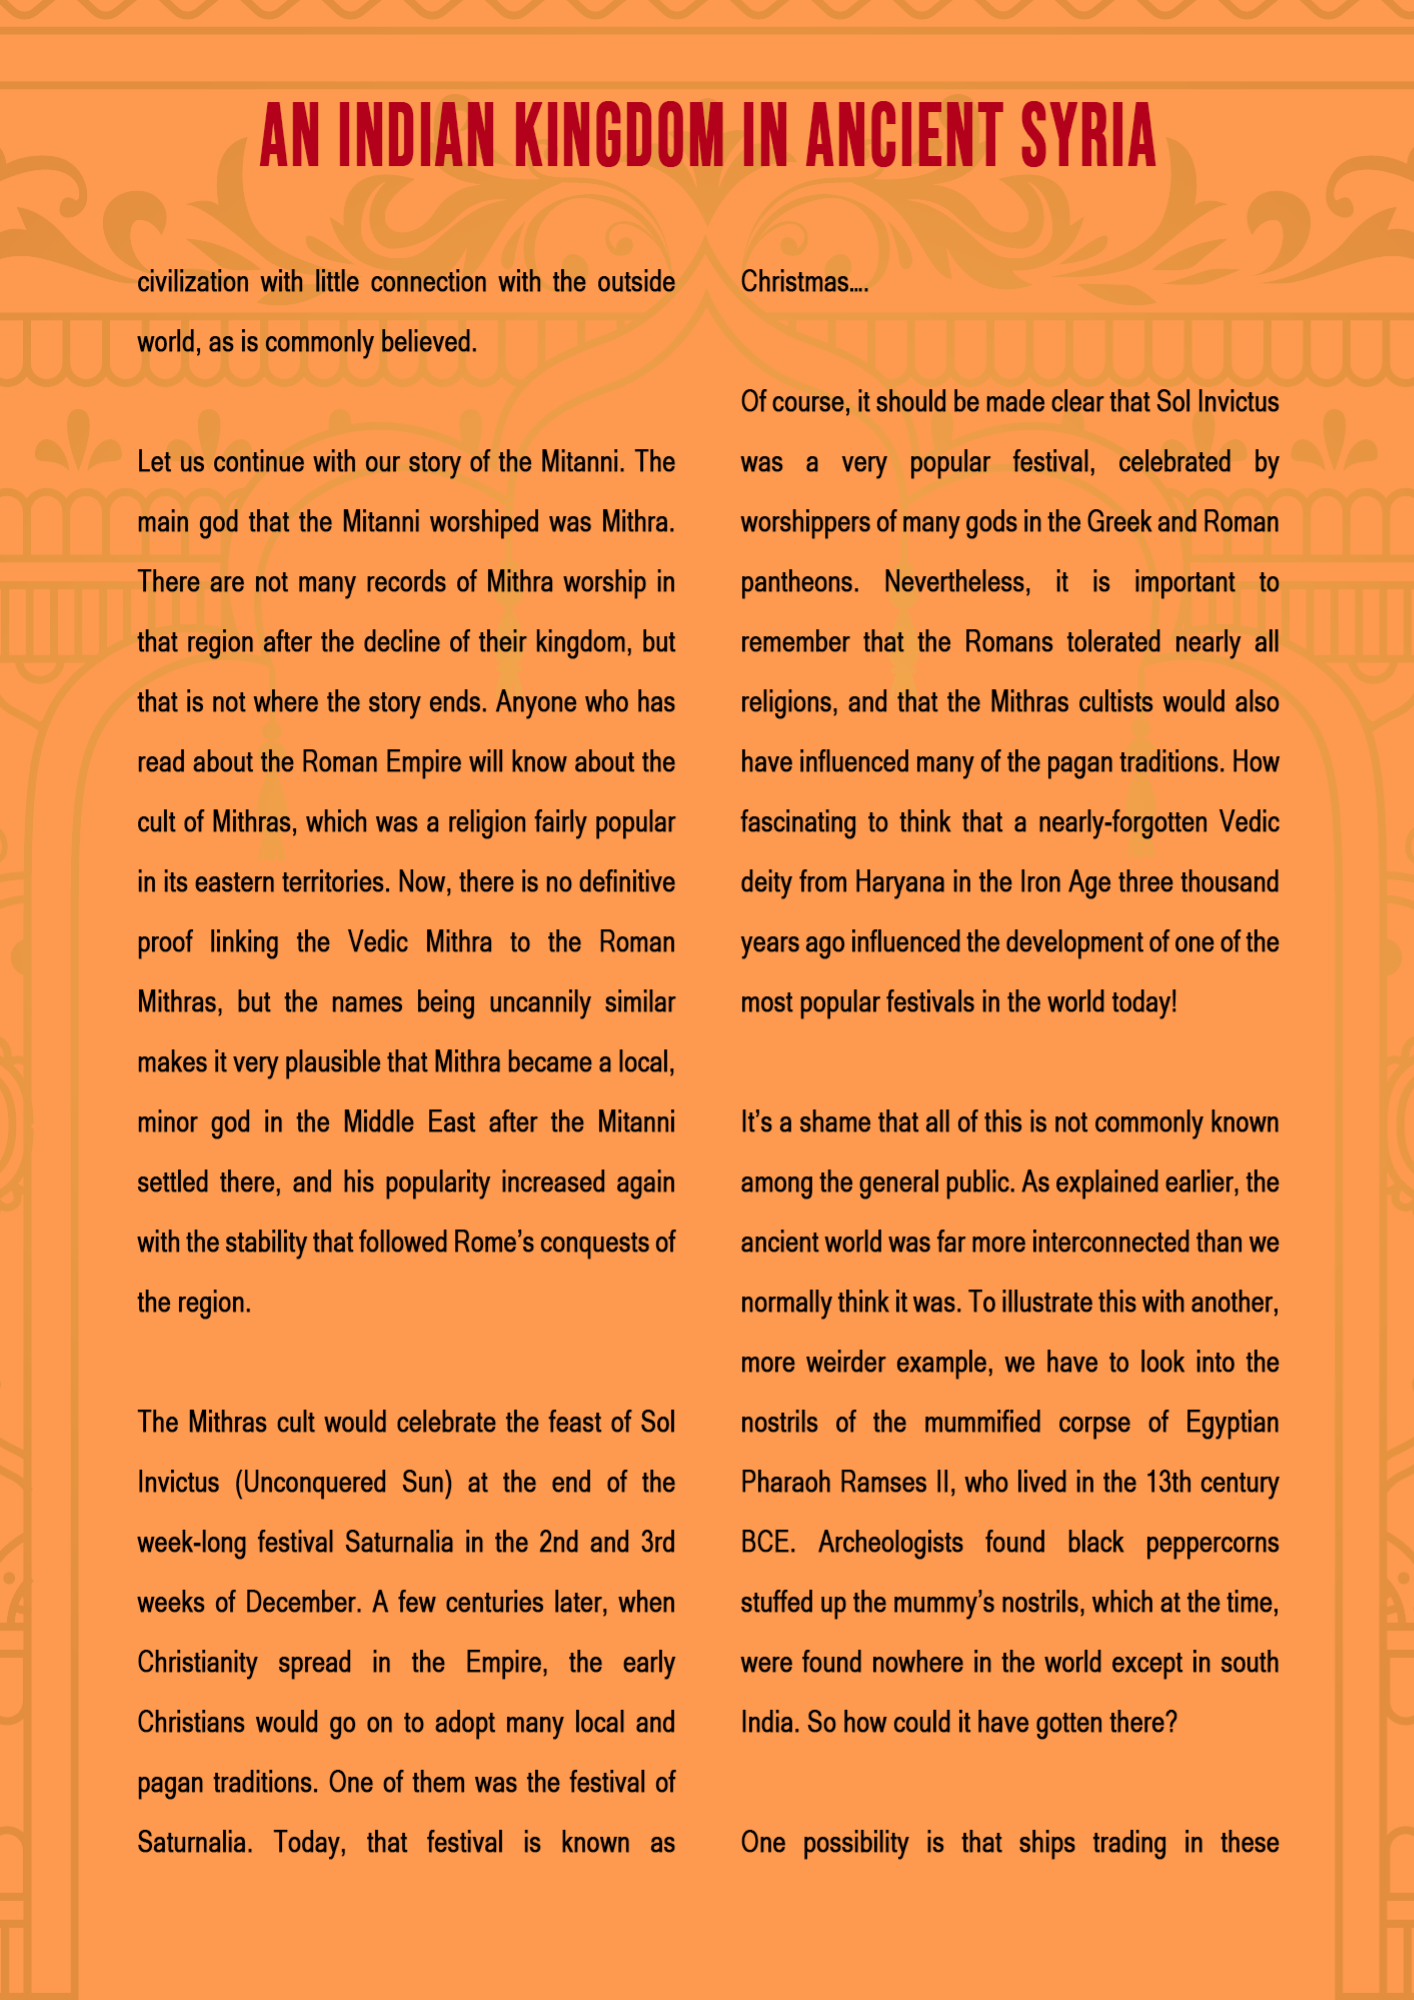 AN INDIAN KINGDOM IN ANCIENT SYRIA
civilization with little connection with the outside
world, as is commonly believed.
Let us continue with our story of the Mitanni. The
main god that the Mitanni worshiped was Mithra.
There are not many records of Mithra worship in
that region after the decline of their kingdom, but
that is not where the story ends. Anyone who has
read about the Roman Empire will know about the
cult of Mithras, which was a religion fairly popular
in its eastern territories. Now, there is no definitive
proof linking the Vedic Mithra to the Roman
Mithras, but the names being uncannily similar
makes it very plausible that Mithra became a local,
minor god in the Middle East after the Mitanni
settled there, and his popularity increased again
with the stability that followed Rome’s conquests of
the region.
The Mithras cult would celebrate the feast of Sol
Invictus (Unconquered Sun) at the end of the
week-long festival Saturnalia in the 2nd and 3rd
weeks of December. A few centuries later, when
Christianity spread in the Empire, the early
Christians would go on to adopt many local and
pagan traditions. One of them was the festival of
Saturnalia. Today, that festival is known as
Christmas....
Of course, it should be made clear that Sol Invictus
was a very popular festival, celebrated by
worshippers of many gods in the Greek and Roman
pantheons. Nevertheless, it is important to
remember that the Romans tolerated nearly all
religions, and that the Mithras cultists would also
have influenced many of the pagan traditions. How
fascinating to think that a nearly-forgotten Vedic
deity from Haryana in the Iron Age three thousand
years ago influenced the development of one of the
most popular festivals in the world today!
It’s a shame that all of this is not commonly known
among the general public. As explained earlier, the
ancient world was far more interconnected than we
normally think it was. To illustrate this with another,
more weirder example, we have to look into the
nostrils of the mummified corpse of Egyptian
Pharaoh Ramses II, who lived in the 13th century
BCE. Archeologists found black peppercorns
stuffed up the mummy’s nostrils, which at the time,
were found nowhere in the world except in south
India. So how could it have gotten there?
One possibility is that ships trading in these